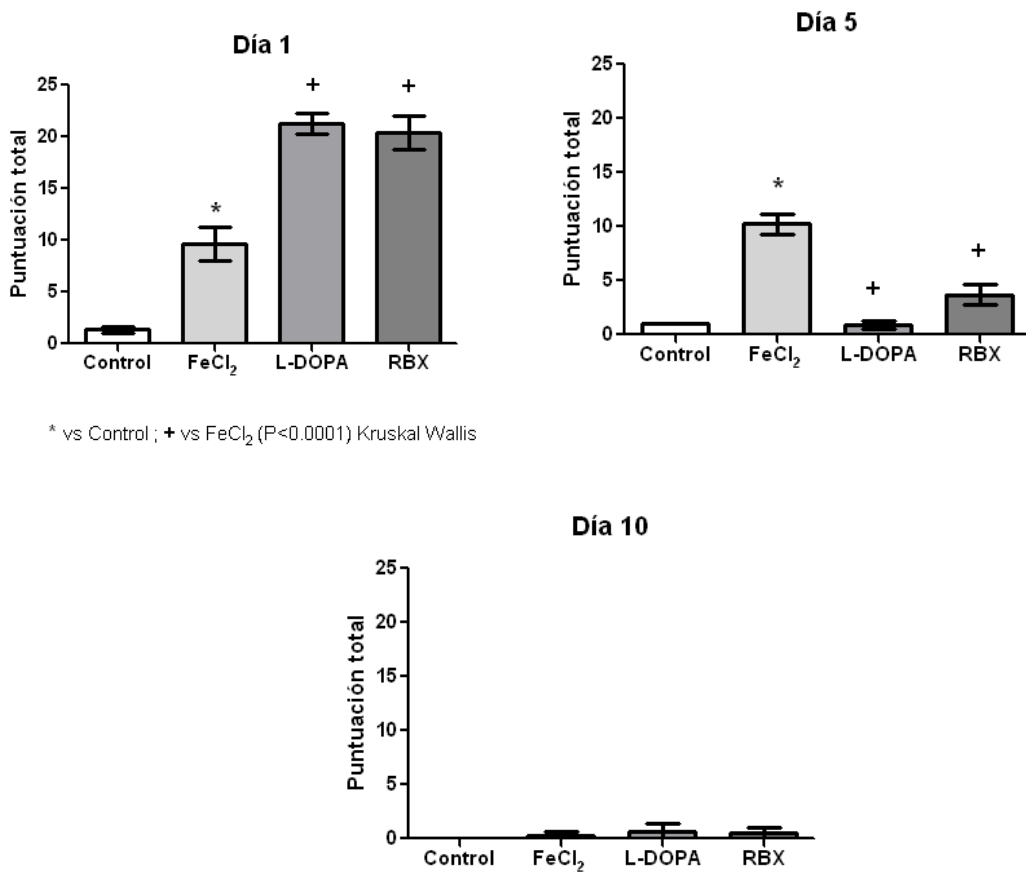 Día 1
Puntuación total
25
20
15
10
5
0
+ +
*
Control FeCl₂ L-DOPA RBX
Día 5
Puntuación total
25
20
15
10
5
0
*
+
+
Control FeCl₂ L-DOPA RBX
* vs Control ; + vs FeCl₂ (P<0.0001) Kruskal Wallis
Día 10
Puntuación total
25
20
15
10
5
0
Control FeCl₂ L-DOPA RBX